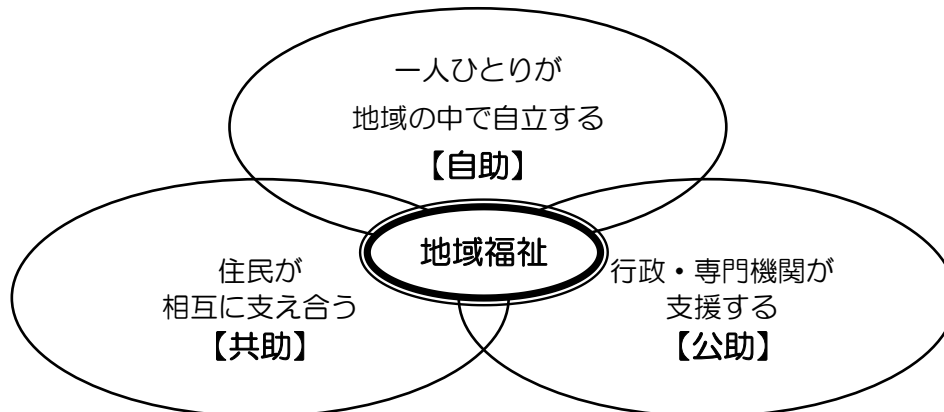 一人ひとりが
地域の中で自立する
【自助】
地域福祉
住民が
相互に支え合う
【共助】
行政・専門機関が
支援する
【公助】